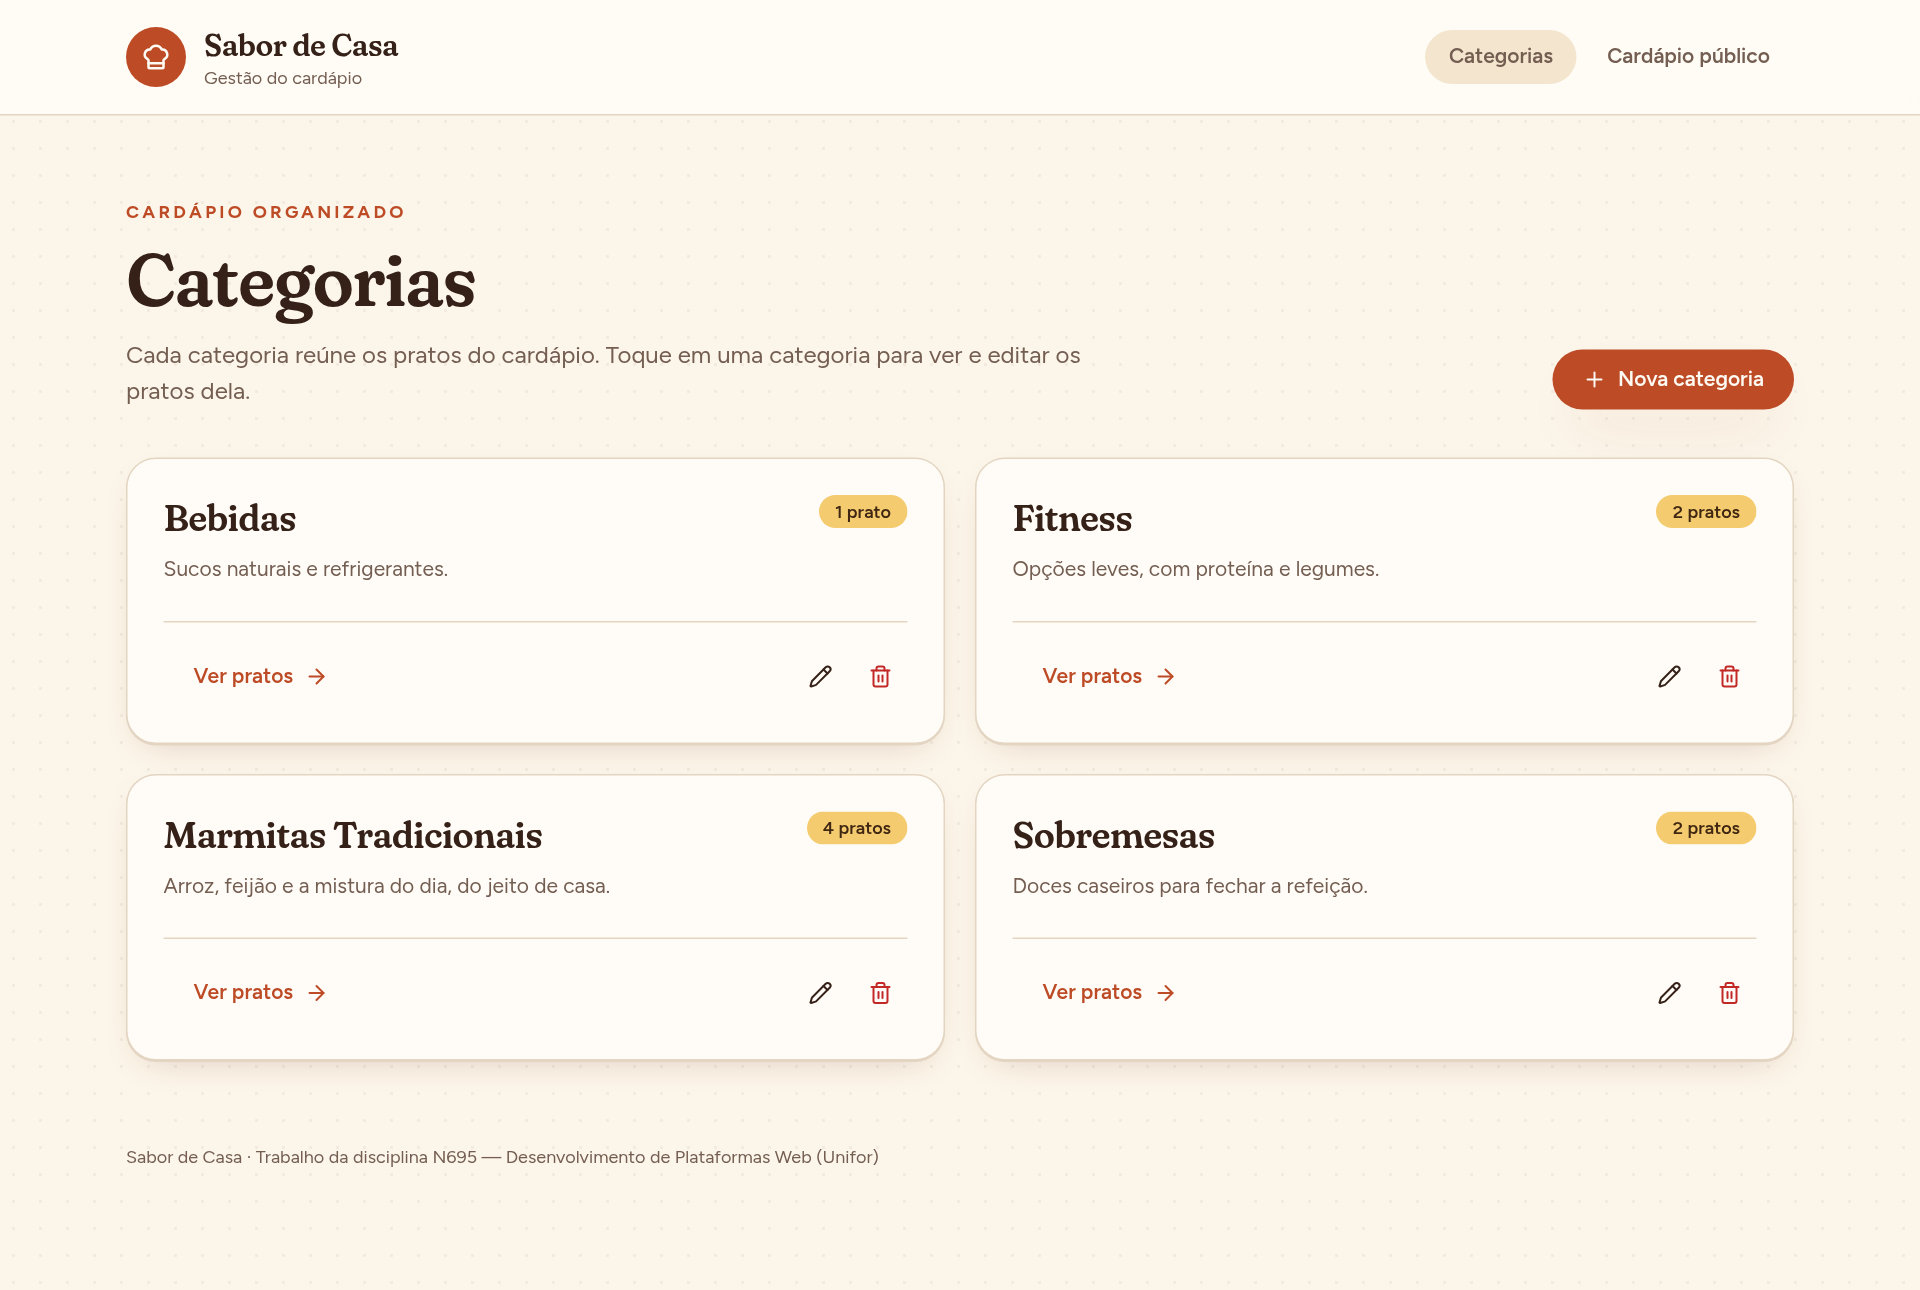 Sabor de Casa
Gestão do cardápio
Categorias
Cardápio público
CARDÁPIO ORGANIZADO
Categorias
Cada categoria reúne os pratos do cardápio. Toque em uma categoria para ver e editar os
pratos dela.
Nova categoria
Bebidas
1 prato
Sucos naturais e refrigerantes.
Ver pratos
Fitness
2 pratos
Opções leves, com proteína e legumes.
Ver pratos
Marmitas Tradicionais
4 pratos
Arroz, feijão e a mistura do dia, do jeito de casa.
Ver pratos
Sobremesas
2 pratos
Doces caseiros para fechar a refeição.
Ver pratos
Sabor de Casa · Trabalho da disciplina N695 — Desenvolvimento de Plataformas Web (Unifor)